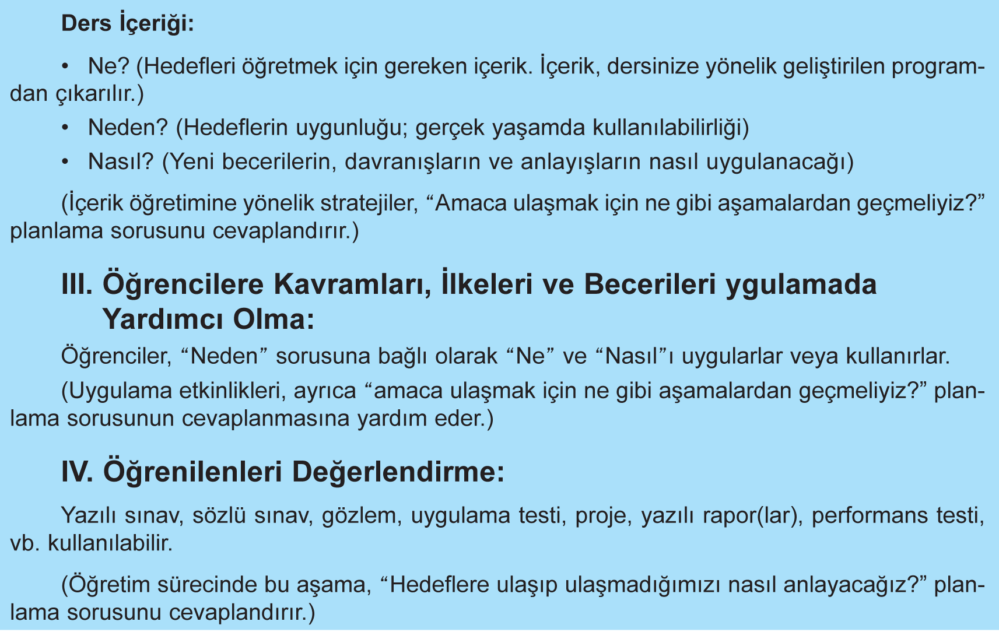 Ders İçeriği:
• Ne? (Hedefleri öğretmek için gereken içerik. İçerik, dersinize yönelik geliştirilen program-
dan çıkarılır.)
• Neden? (Hedeflerin uygunluğu; gerçek yaşamda kullanılabilirliği)
• Nasıl? (Yeni becerilerin, davranışların ve anlayışların nasıl uygulanacağı)
(İçerik öğretimine yönelik stratejiler, “Amaca ulaşmak için ne gibi aşamalardan geçmeliyiz?”
planlama sorusunu cevaplandırır.)
III. Öğrencilere Kavramları, İlkeleri ve Becerileri ygulamada
Yardımcı Olma:
Öğrenciler, “Neden” sorusuna bağlı olarak “Ne” ve “Nasıl”ı uygularlar veya kullanırlar.
(Uygulama etkinlikleri, ayrıca “amaca ulaşmak için ne gibi aşamalardan geçmeliyiz?” plan-
lama sorusunun cevaplanmasına yardım eder.)
IV. Öğrenilenleri Değerlendirme:
Yazılı sınav, sözlü sınav, gözlem, uygulama testi, proje, yazılı rapor(lar), performans testi,
vb. kullanılabilir.
(Öğretim sürecinde bu aşama, “Hedeflere ulaşıp ulaşmadığımızı nasıl anlayacağız?” plan-
lama sorusunu cevaplandırır.)